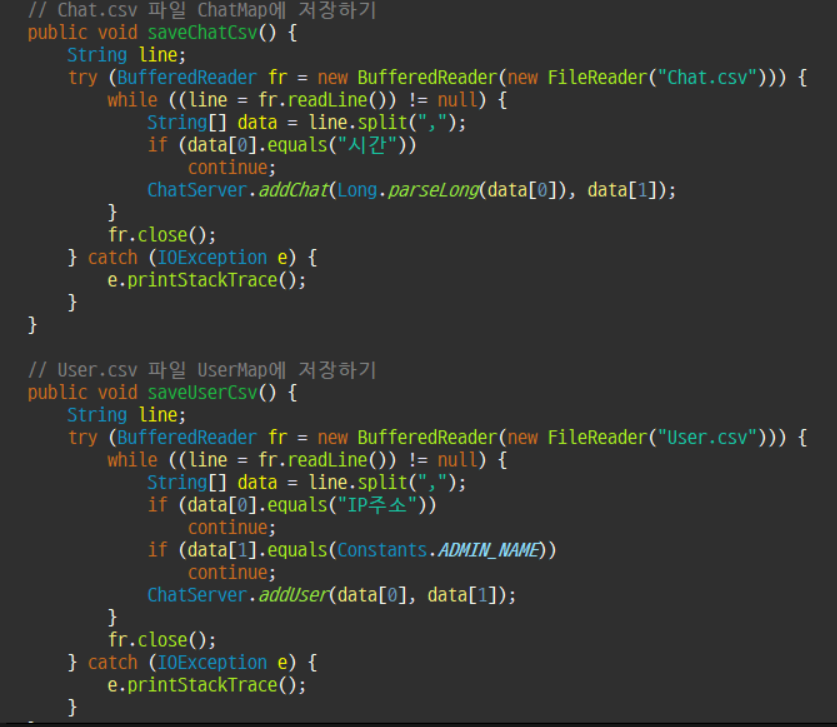 // Chat.csv 파일 ChatMap에 저장하기
public void saveChatCsv() {
String line;
try (BufferedReader fr = new BufferedReader(new FileReader("Chat.csv"))) {
while ((line = fr.readLine()) != null) {
String[] data = line.split(",");
if (data[0].equals("시간"))
continue;
ChatServer.addChat(Long.parseLong(data[0]), data[1]);
}
fr.close();
} catch (IOException e) {
e.printStackTrace();
}
}
// User.csv 파일 UserMap에 저장하기
public void saveUserCsv() {
String line;
try (BufferedReader fr = new BufferedReader(new FileReader("User.csv"))) {
while ((line = fr.readLine()) != null) {
String[] data = line.split(",");
if (data[0].equals("IP주소"))
continue;
if (data[1].equals(Constants.ADMIN_NAME))
continue;
ChatServer.addUser(data[0], data[1]);
}
fr.close();
} catch (IOException e) {
e.printStackTrace();
}